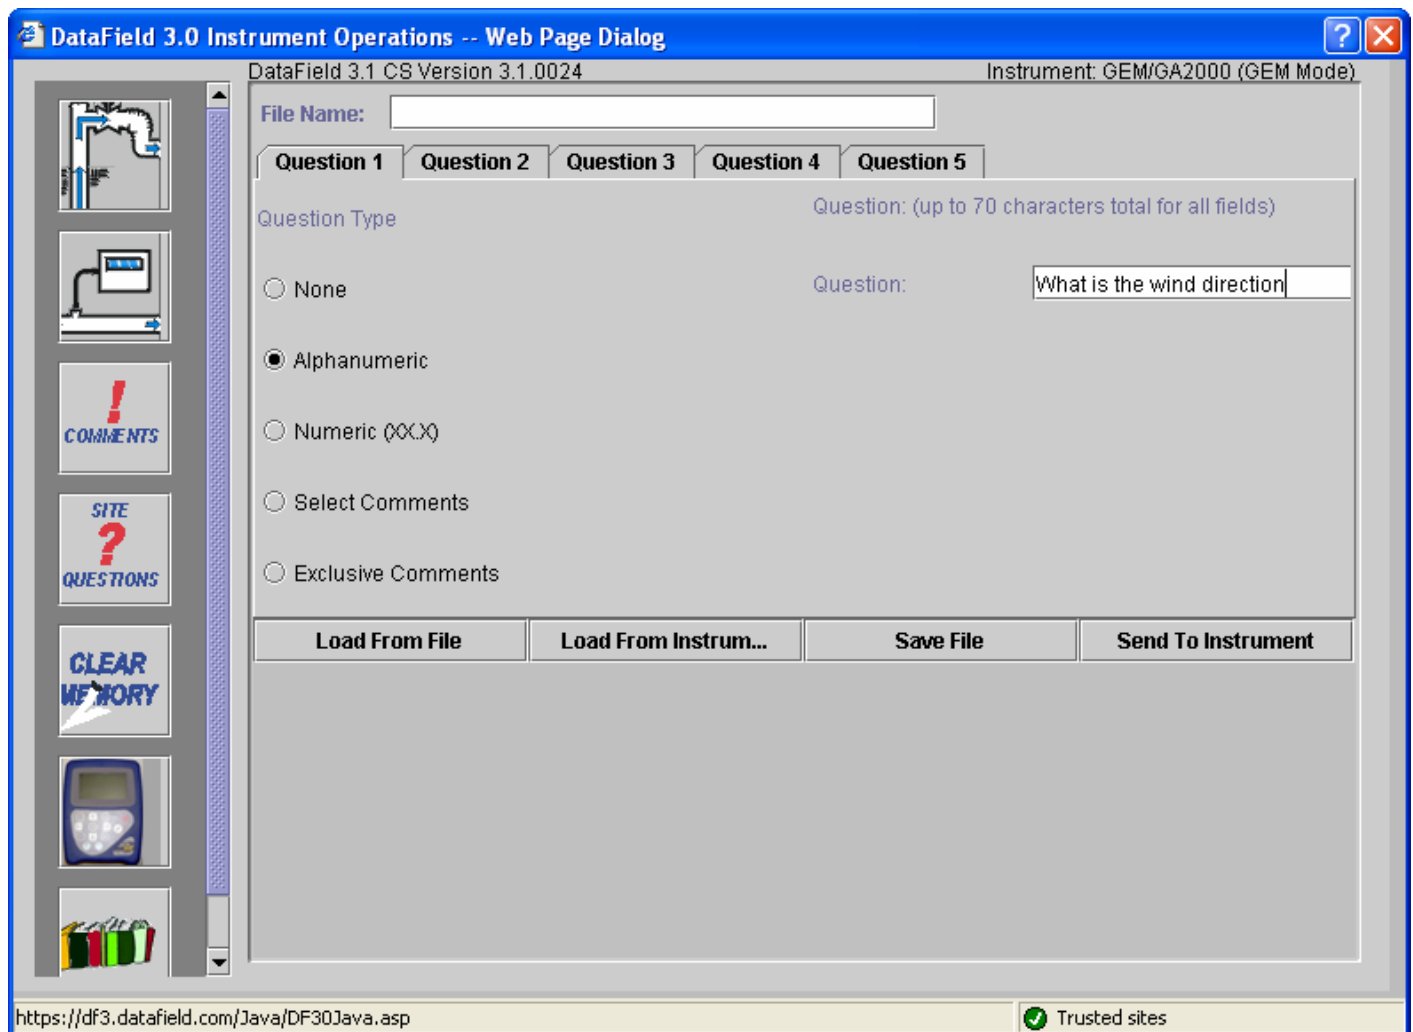 DataField 3.0 Instrument Operations -- Web Page Dialog
DataField 3.1 CS Version 3.1.0024 Instrument: GEM/GA2000 (GEM Mode)
File Name:
Question 1 Question 2 Question 3 Question 4 Question 5
Question Type
Question: (up to 70 characters total for all fields)
None
Question: What is the wind direction
Alphanumeric
Numeric (XX.X)
Select Comments
Exclusive Comments
Load From File Load From Instrum... Save File Send To Instrument
!
COMMENTS
SITE
?
QUESTIONS
CLEAR
MEMORY
https://df3.datafield.com/Java/DF30Java.asp Trusted sites